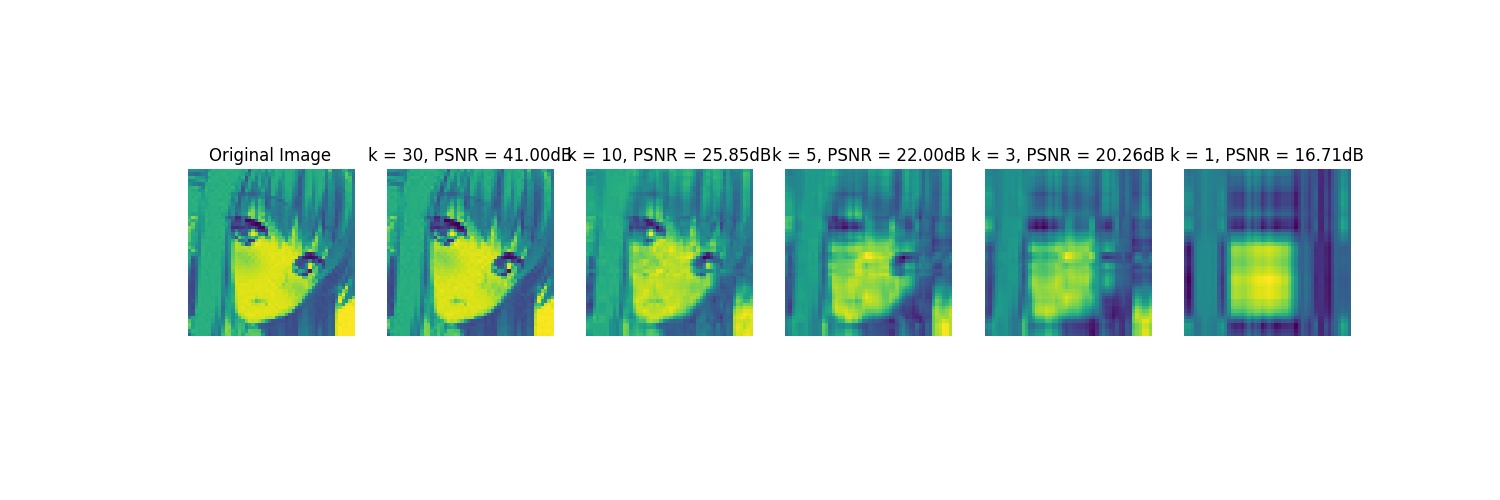 Original Image
k = 30, PSNR = 41.00dB
k = 10, PSNR = 25.85dB
k = 5, PSNR = 22.00dB
k = 3, PSNR = 20.26dB
k = 1, PSNR = 16.71dB